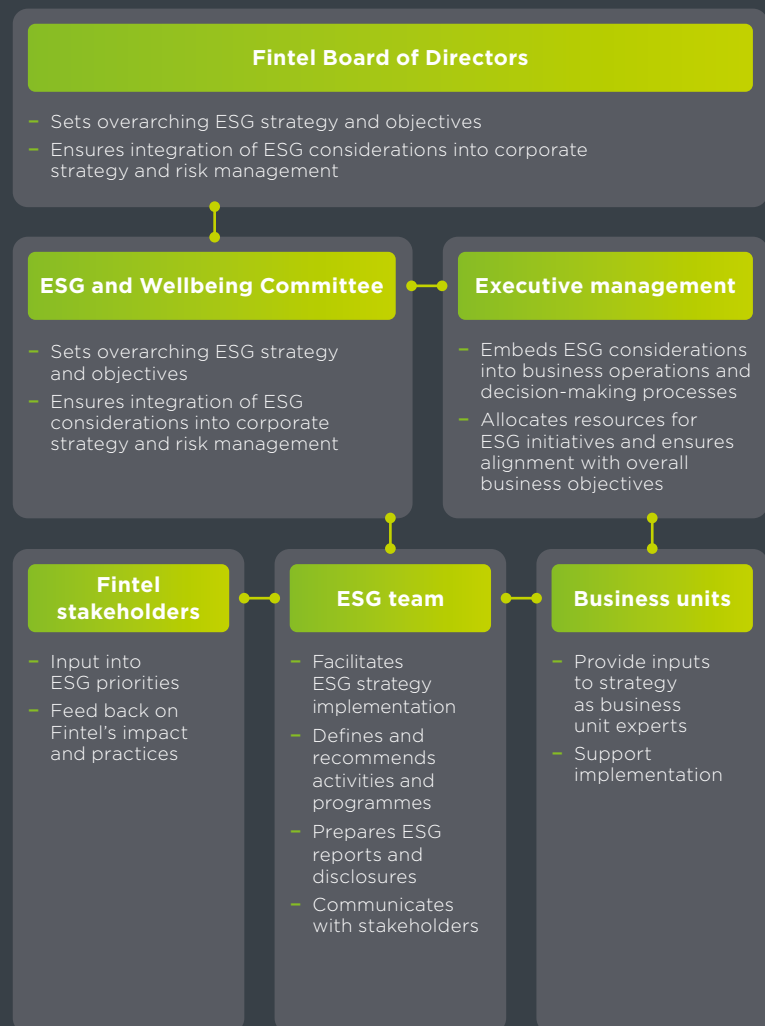 Fintel Board of Directors
– Sets overarching ESG strategy and objectives
– Ensures integration of ESG considerations into corporate
strategy and risk management
ESG and Wellbeing Committee
– Sets overarching ESG strategy
and objectives
– Ensures integration of ESG
considerations into corporate
strategy and risk management
Executive management
– Embeds ESG considerations
into business operations and
decision-making processes
– Allocates resources for
ESG initiatives and ensures
alignment with overall
business objectives
Fintel
stakeholders
– Input into
ESG priorities
– Feed back on
Fintel's impact
and practices
ESG team
– Facilitates
ESG strategy
implementation
– Defines and
recommends
activities and
programmes
– Prepares ESG
reports and
disclosures
– Communicates
with stakeholders
Business units
– Provide inputs
to strategy
as business
unit experts
– Support
implementation